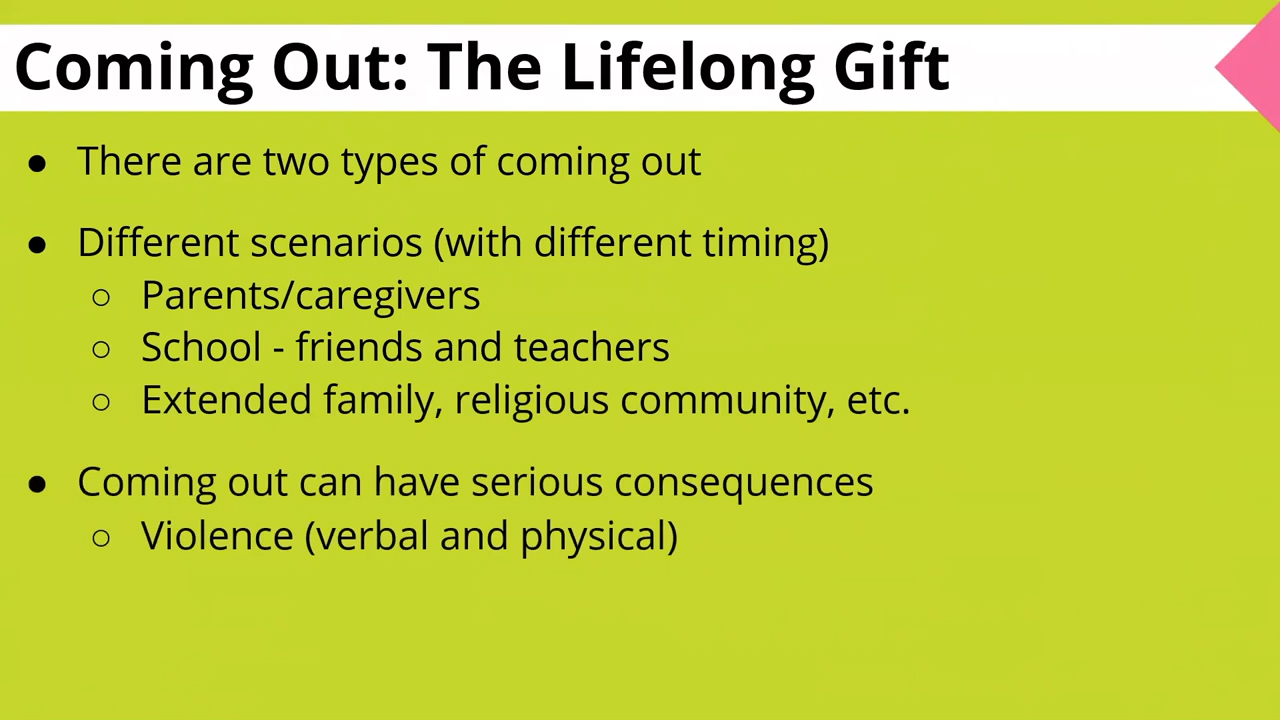 Coming Out: The Lifelong Gift
● There are two types of coming out
● Different scenarios (with different timing)
○ Parents/caregivers
○ School - friends and teachers
○ Extended family, religious community, etc.
● Coming out can have serious consequences
○ Violence (verbal and physical)